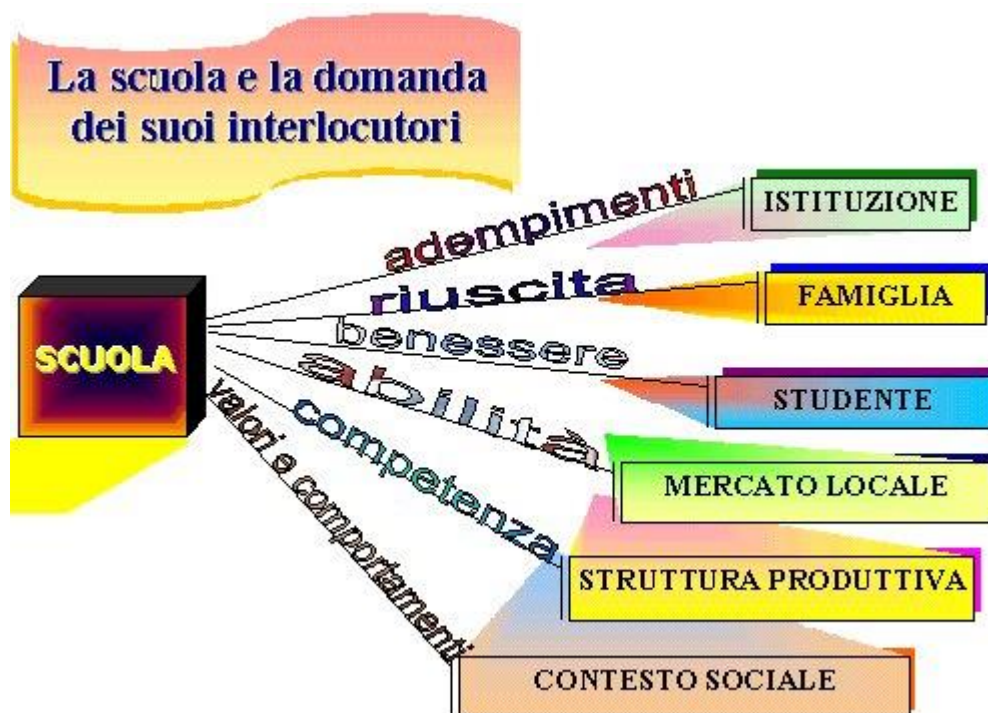 La scuola e la domanda
dei suoi interlocutori
SCUOLA
adempimenti
ISTITUZIONE
riuscita
FAMIGLIA
benessere
STUDENTE
abilita
MERCATO LOCALE
competenza
STRUTTURA PRODUTTIVA
valori e comportamenti
CONTESTO SOCIALE